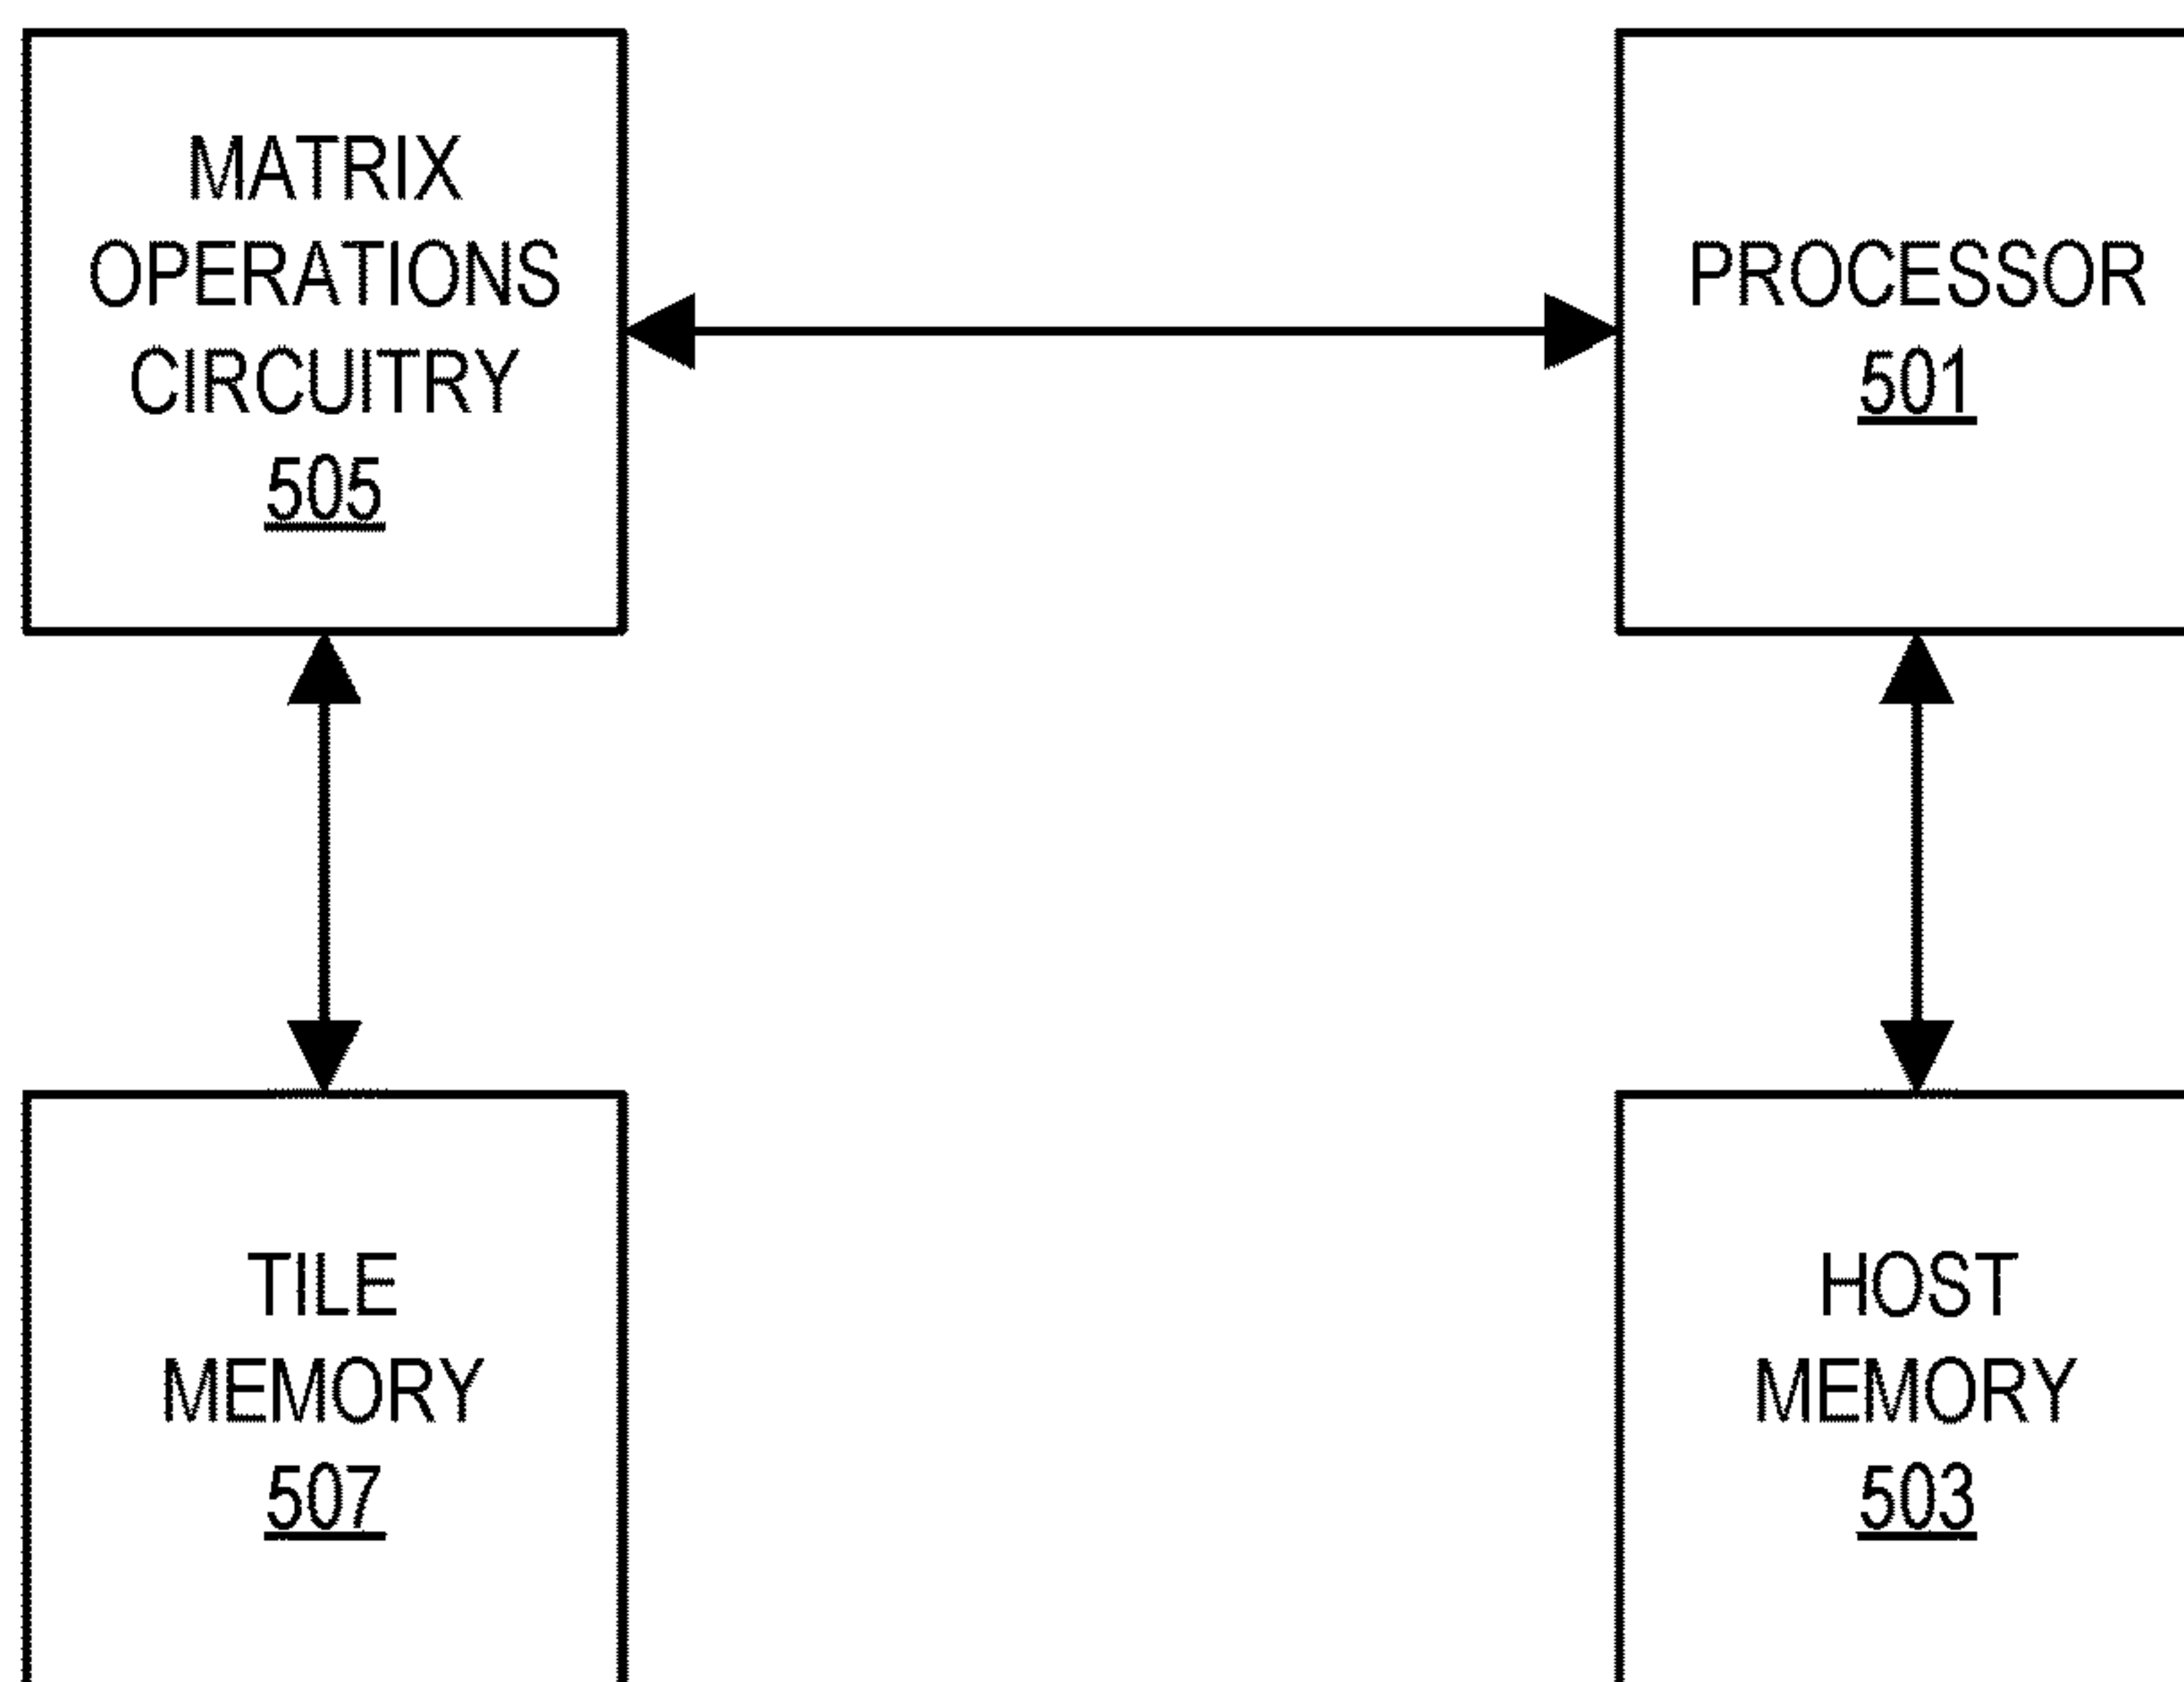 MATRIX
OPERATIONS
CIRCUITRY
505
PROCESSOR
501
TILE
MEMORY
507
HOST
MEMORY
503